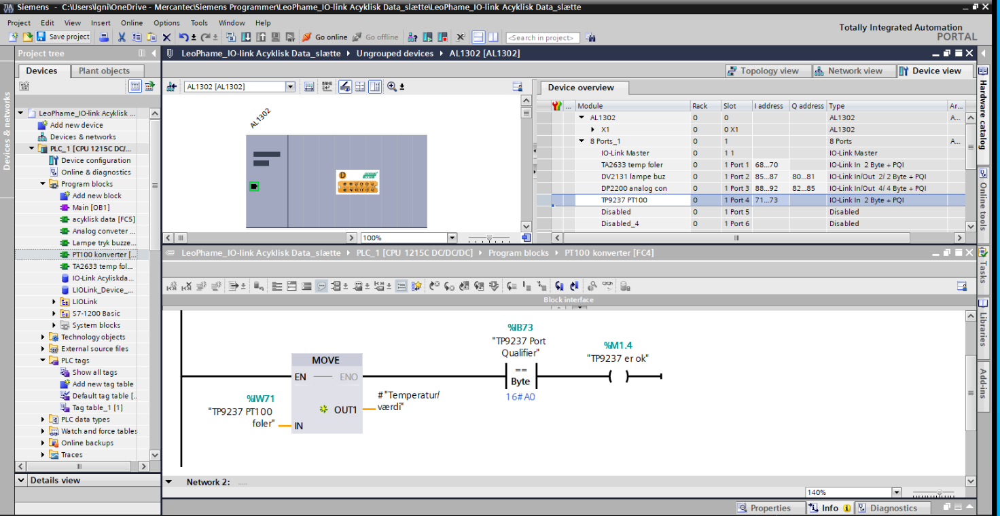 Siemens - C:\Users\Igni\OneDrive - Mercantec\Siemens Programmer\LeoPhame_IO-link Acyklisk Data_slætte\LeoPhame_IO-link Acyklisk Data_slætte
Project Edit View Insert Online Options Tools Window Help
Totally Integrated Automation
PORTAL
Save project
Go online
Go offline
<Search in project>
Project tree
LeoPhame_IO-link Acyklisk Data_slætte
Ungrouped devices
AL1302 [AL1302]
Devices
Plant objects
Topology view
Network view
Device view
AL1302 [AL1302]
Device overview
Module Rack Slot I address Q address Type Ar...
AL1302 0 0 AL1302 A...
X1 0 0 X1 AL1302
8 Ports_1 0 1 8 Ports A...
IO-Link Master 0 1 1 IO-Link Master
TA2633 temp foler 0 1 Port 1 68...70 IO-Link In 2 Byte + PQI
DV2131 lampe buz 0 1 Port 2 85...87 80...81 IO-Link In/Out 2/ 2 Byte + PQI
DP2200 analog con 0 1 Port 3 88...92 82...85 IO-Link In/Out 4/ 4 Byte + PQI
TP9237 PT100 0 1 Port 4 71...73 IO-Link In 2 Byte + PQI
Disabled 0 1 Port 5 Disabled
Disabled_4 0 1 Port 6 Disabled
AL1302
100%
LeoPhame_IO-link Acyklisk ...
Add new device
Devices & networks
PLC_1 [CPU 1215C DC/...
Device configuration
Online & diagnostics
Program blocks
Add new block
Main [OB1]
acyklisk data [FC5]
Analog conveter ...
Lampe tryk buzze...
PT100 konverter [...
TA2633 temp fol...
IO-Link Acyliskda...
LIOLink_Device_...
LIOLink
S7-1200 Basic
System blocks
Technology objects
External source files
PLC tags
Show all tags
Add new tag table
Default tag table [..
Tag table_1 [1]
PLC data types
Watch and force tables
Online backups
Traces
Details view
Devices & networks
LeoPhame_IO-link Acyklisk Data_slætte
PLC_1 [CPU 1215C DC/DC/DC]
Program blocks
PT100 konverter [FC4]
Block interface
MOVE
EN
ENO
%IW71
"TP9237 PT100
føler"
IN
OUT1
#"Temperatur/
værdi"
%IB73
"TP9237 Port
Qualifier"
==
Byte
16#A0
%M1.4
"TP9237 er ok"
Network 2:
.....
140%
Properties
Info
Diagnostics
Hardware catalog
Online tools
Tasks
Libraries
Add-ins